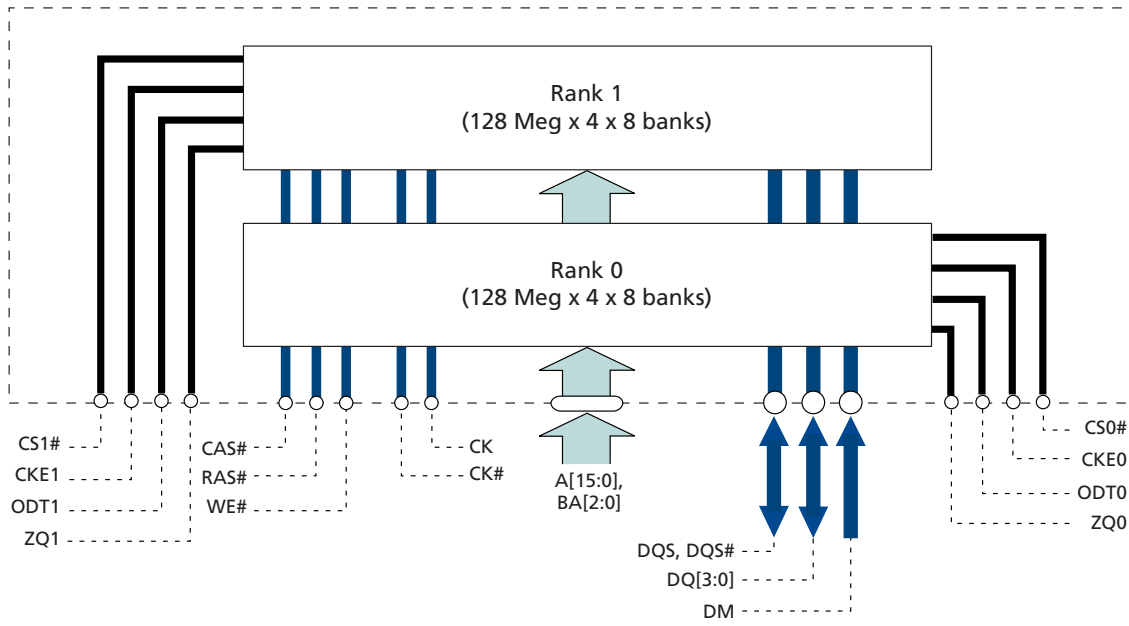 Rank 1
(128 Meg x 4 x 8 banks)
Rank 0
(128 Meg x 4 x 8 banks)
CS1#
CKE1
ODT1
ZQ1
CAS#
RAS#
WE#
CK
CK#
A[15:0],
BA[2:0]
DQS, DQS#
DQ[3:0]
DM
CS0#
CKE0
ODT0
ZQ0